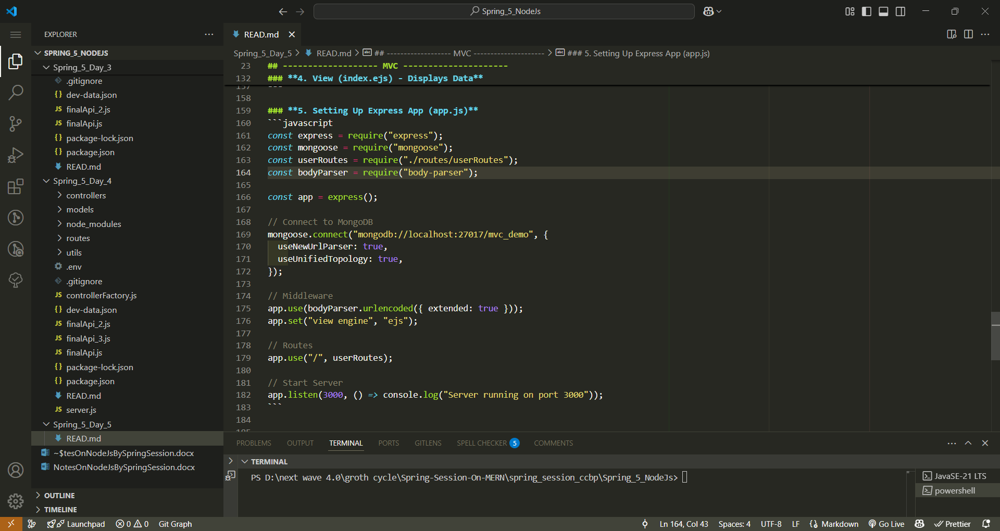 Spring_5_NodeJs
EXPLORER
SPRING_5_NODEJS
Spring_5_Day_3
.gitignore
{} dev-data.json
JS finalApi_2.js
JS finalApi.js
{} package-lock.json
{} package.json
READ.md
Spring_5_Day_4
controllers
models
node_modules
routes
utils
.env
.gitignore
JS controllerFactory.js
{} dev-data.json
JS finalApi_2.js
JS finalApi_3.js
JS finalApi.js
{} package-lock.json
{} package.json
READ.md
JS server.js
Spring_5_Day_5
READ.md
~$tesOnNodeJsBySpringSession.docx
NotesOnNodeJsBySpringSession.docx
OUTLINE
TIMELINE
READ.md
Spring_5_Day_5 > READ.md > ## ------------------- MVC --------------------- > ### 5. Setting Up Express App (app.js)
23 ## ------------------- MVC ---------------------
132 ### **4. View (index.ejs) - Displays Data**
157 ```
158
159 ### **5. Setting Up Express App (app.js)**
160 ```javascript
161 const express = require("express");
162 const mongoose = require("mongoose");
163 const userRoutes = require("./routes/userRoutes");
164 const bodyParser = require("body-parser");
165
166 const app = express();
167
168 // Connect to MongoDB
169 mongoose.connect("mongodb://localhost:27017/mvc_demo", {
170 useNewUrlParser: true,
171 useUnifiedTopology: true,
172 });
173
174 // Middleware
175 app.use(bodyParser.urlencoded({ extended: true }));
176 app.set("view engine", "ejs");
177
178 // Routes
179 app.use("/", userRoutes);
180
181 // Start Server
182 app.listen(3000, () => console.log("Server running on port 3000"));
183 ```
184
185
PROBLEMS OUTPUT TERMINAL PORTS GITLENS SPELL CHECKER 5 COMMENTS
TERMINAL
PS D:\next wave 4.0\groth cycle\Spring-Session-On-MERN\spring_session_ccbp\Spring_5_NodeJs>
JavaSE-21 LTS
powershell
Launchpad 0 0 Git Graph Ln 164, Col 43 Spaces: 4 UTF-8 LF {} Markdown Go Live Prettier